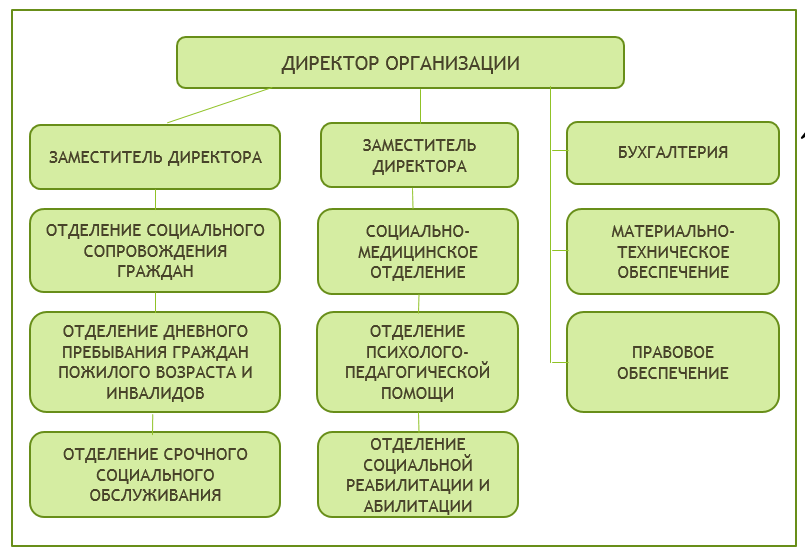 ДИРЕКТОР ОРГАНИЗАЦИИ
ЗАМЕСТИТЕЛЬ ДИРЕКТОРА
ОТДЕЛЕНИЕ СОЦИАЛЬНОГО
СОПРОВОЖДЕНИЯ
ГРАЖДАН
ОТДЕЛЕНИЕ ДНЕВНОГО
ПРЕБЫВАНИЯ ГРАЖДАН
ПОЖИЛОГО ВОЗРАСТА И
ИНВАЛИДОВ
ОТДЕЛЕНИЕ СРОЧНОГО
СОЦИАЛЬНОГО
ОБСЛУЖИВАНИЯ
ЗАМЕСТИТЕЛЬ
ДИРЕКТОРА
СОЦИАЛЬНО-
МЕДИЦИНСКОЕ
ОТДЕЛЕНИЕ
ОТДЕЛЕНИЕ
ПСИХОЛОГО-
ПЕДАГОГИЧЕСКОЙ
ПОМОЩИ
ОТДЕЛЕНИЕ
СОЦИАЛЬНОЙ
РЕАБИЛИТАЦИИ И
АБИЛИТАЦИИ
БУХГАЛТЕРИЯ
МАТЕРИАЛЬНО-
ТЕХНИЧЕСКОЕ
ОБЕСПЕЧЕНИЕ
ПРАВОВОЕ
ОБЕСПЕЧЕНИЕ